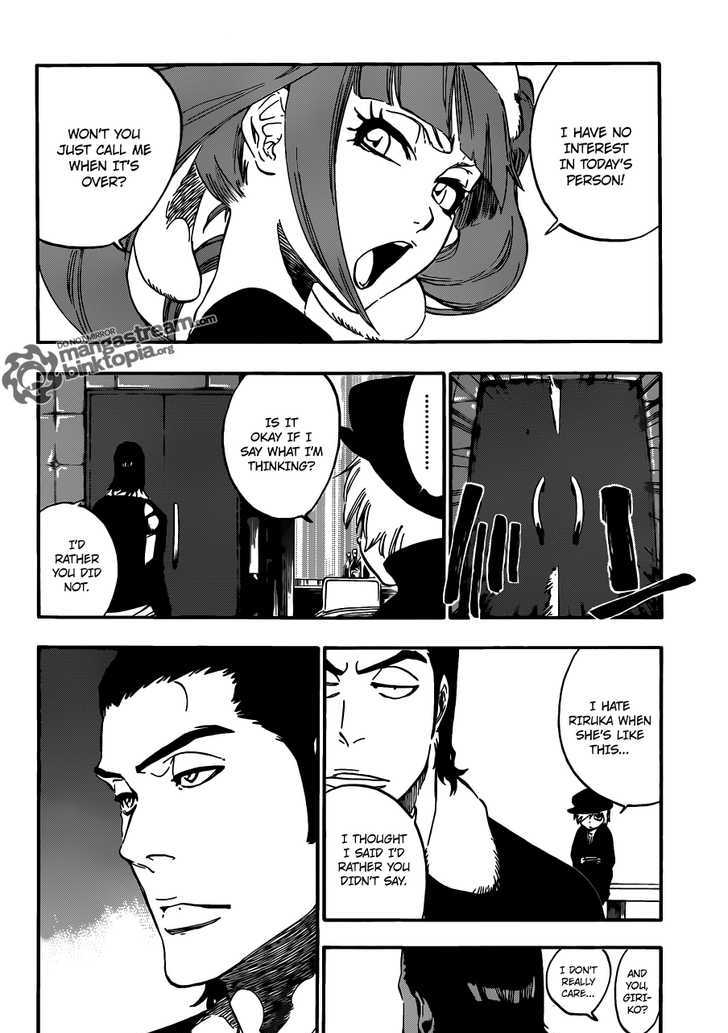 I HAVE NO
INTEREST
IN TODAY'S
PERSON!
WON'T YOU
JUST CALL ME
WHEN IT'S
OVER?
DO NOT MIRROR
mangastream.com
binktopia.org
.........
IS IT
OKAY IF I
SAY WHAT I'M
THINKING?
I'D
RATHER
YOU DID
NOT.
I HATE
RIRUKA WHEN
SHE'S LIKE
THIS...
I THOUGHT
I SAID I'D
RATHER YOU
DIDN'T SAY.
AND
YOU,
GIRI-
KO?
I DON'T
REALLY
CARE...